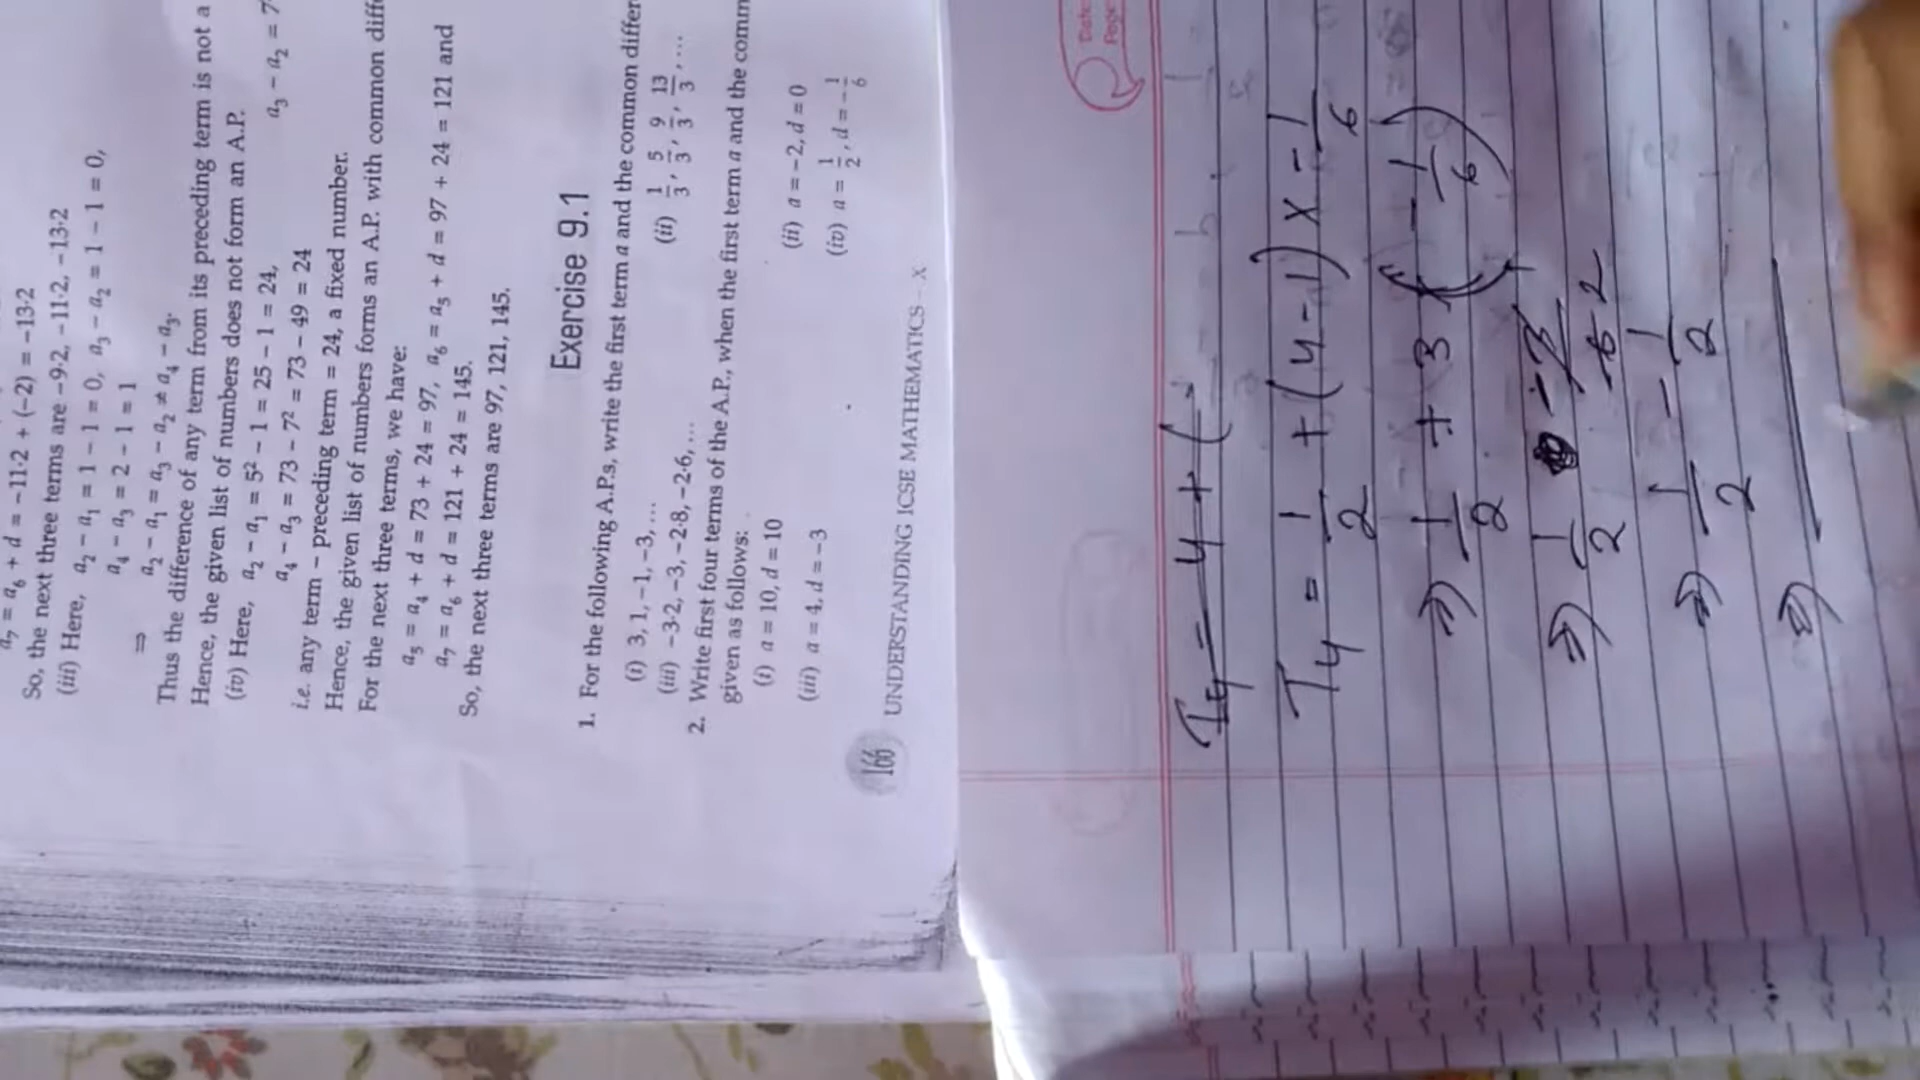 a₇ = a₆ + d = −11·2 + (−2) = −13·2
So, the next three terms are −9·2, −11·2, −13·2
(iii) Here, a₂ − a₁ = 1 − 1 = 0, a₃ − a₂ = 1 − 1 = 0,
a₄ − a₃ = 2 − 1 = 1
⇒ a₂ − a₁ = a₃ − a₂ ≠ a₄ − a₃.
Thus the difference of any term from its preceding term is not a
Hence, the given list of numbers does not form an A.P.
(iv) Here, a₂ − a₁ = 5² − 1 = 25 − 1 = 24, a₃ − a₂ = 7
a₄ − a₃ = 73 − 7² = 73 − 49 = 24
i.e. any term − preceding term = 24, a fixed number.
Hence, the given list of numbers forms an A.P. with common
For the next three terms, we have:
a₅ = a₄ + d = 73 + 24 = 97, a₆ = a₅ + d = 97 + 24 = 121 and
a₇ = a₆ + d = 121 + 24 = 145.
So, the next three terms are 97, 121, 145.
Exercise 9.1
1. For the following A.P.s, write the first term a and the common
(i) 3, 1, −1, −3, ... (ii) 1/3, 5/3, 9/3, 13/3, ...
(iii) −3·2, −3, −2·8, −2·6, ...
2. Write first four terms of the A.P., when the first term a and the
given as follows:
(i) a = 10, d = 10 (ii) a = −2, d = 0
(iii) a = 4, d = −3 (iv) a = 1/2, d = −1/6
166 UNDERSTANDING ICSE MATHEMATICS – X
Date
Page
T₄ = 4 + (
T₄ = 1/2 + (4−1) × −1/6
⇒ 1/2 + 3 (−1/6)
⇒ 1/2 − 3/6 2
⇒ 1/2 − 1/2
⇒